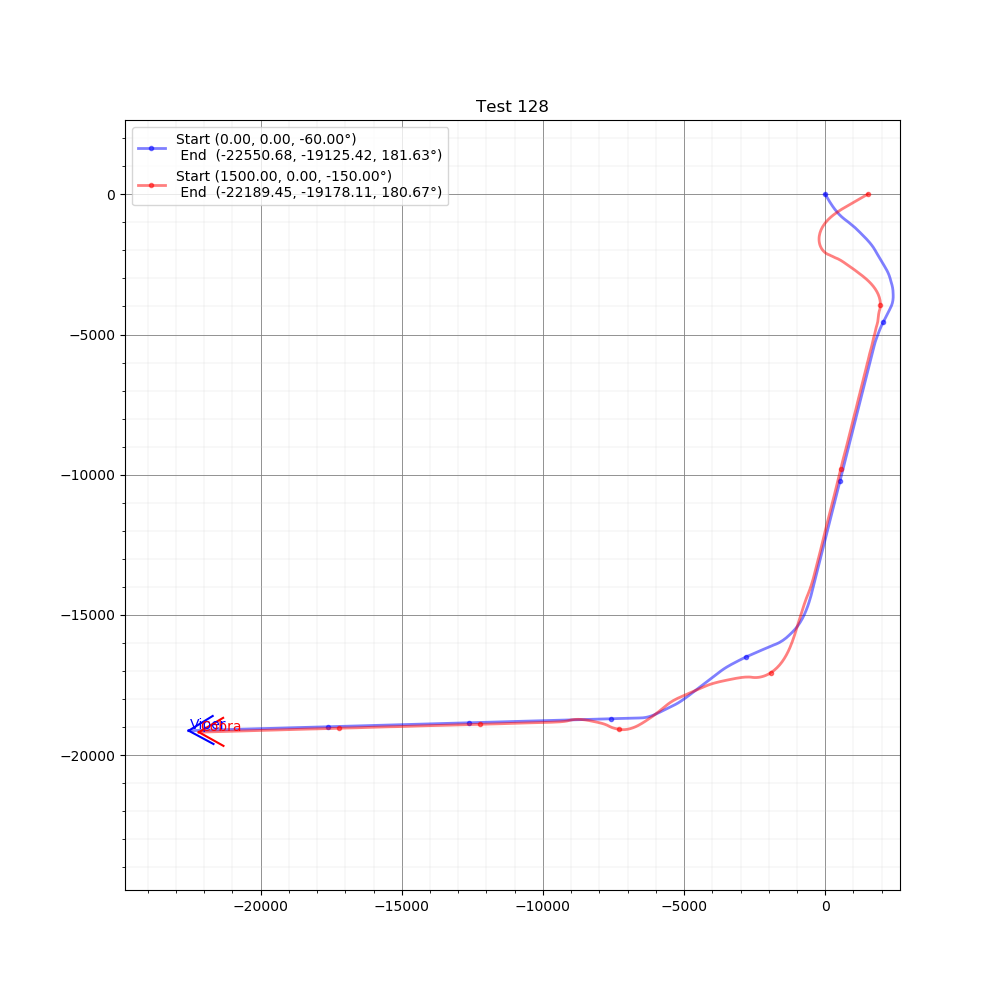 Test 128
Start (0.00, 0.00, -60.00°)
End (-22550.68, -19125.42, 181.63°)
Start (1500.00, 0.00, -150.00°)
End (-22189.45, -19178.11, 180.67°)
0
−5000
−10000
−15000
−20000
−20000 −15000 −10000 −5000 0